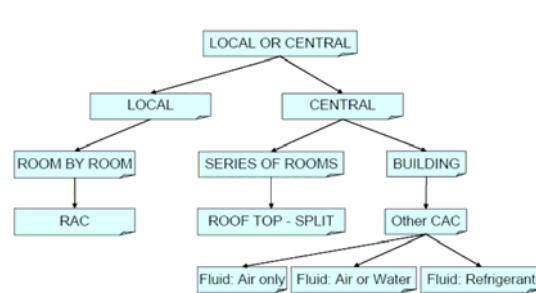 LOCAL OR CENTRAL
LOCAL
CENTRAL
ROOM BY ROOM
SERIES OF ROOMS
BUILDING
RAC
ROOF TOP - SPLIT
Other CAC
Fluid: Air only
Fluid: Air or Water
Fluid: Refrigerant